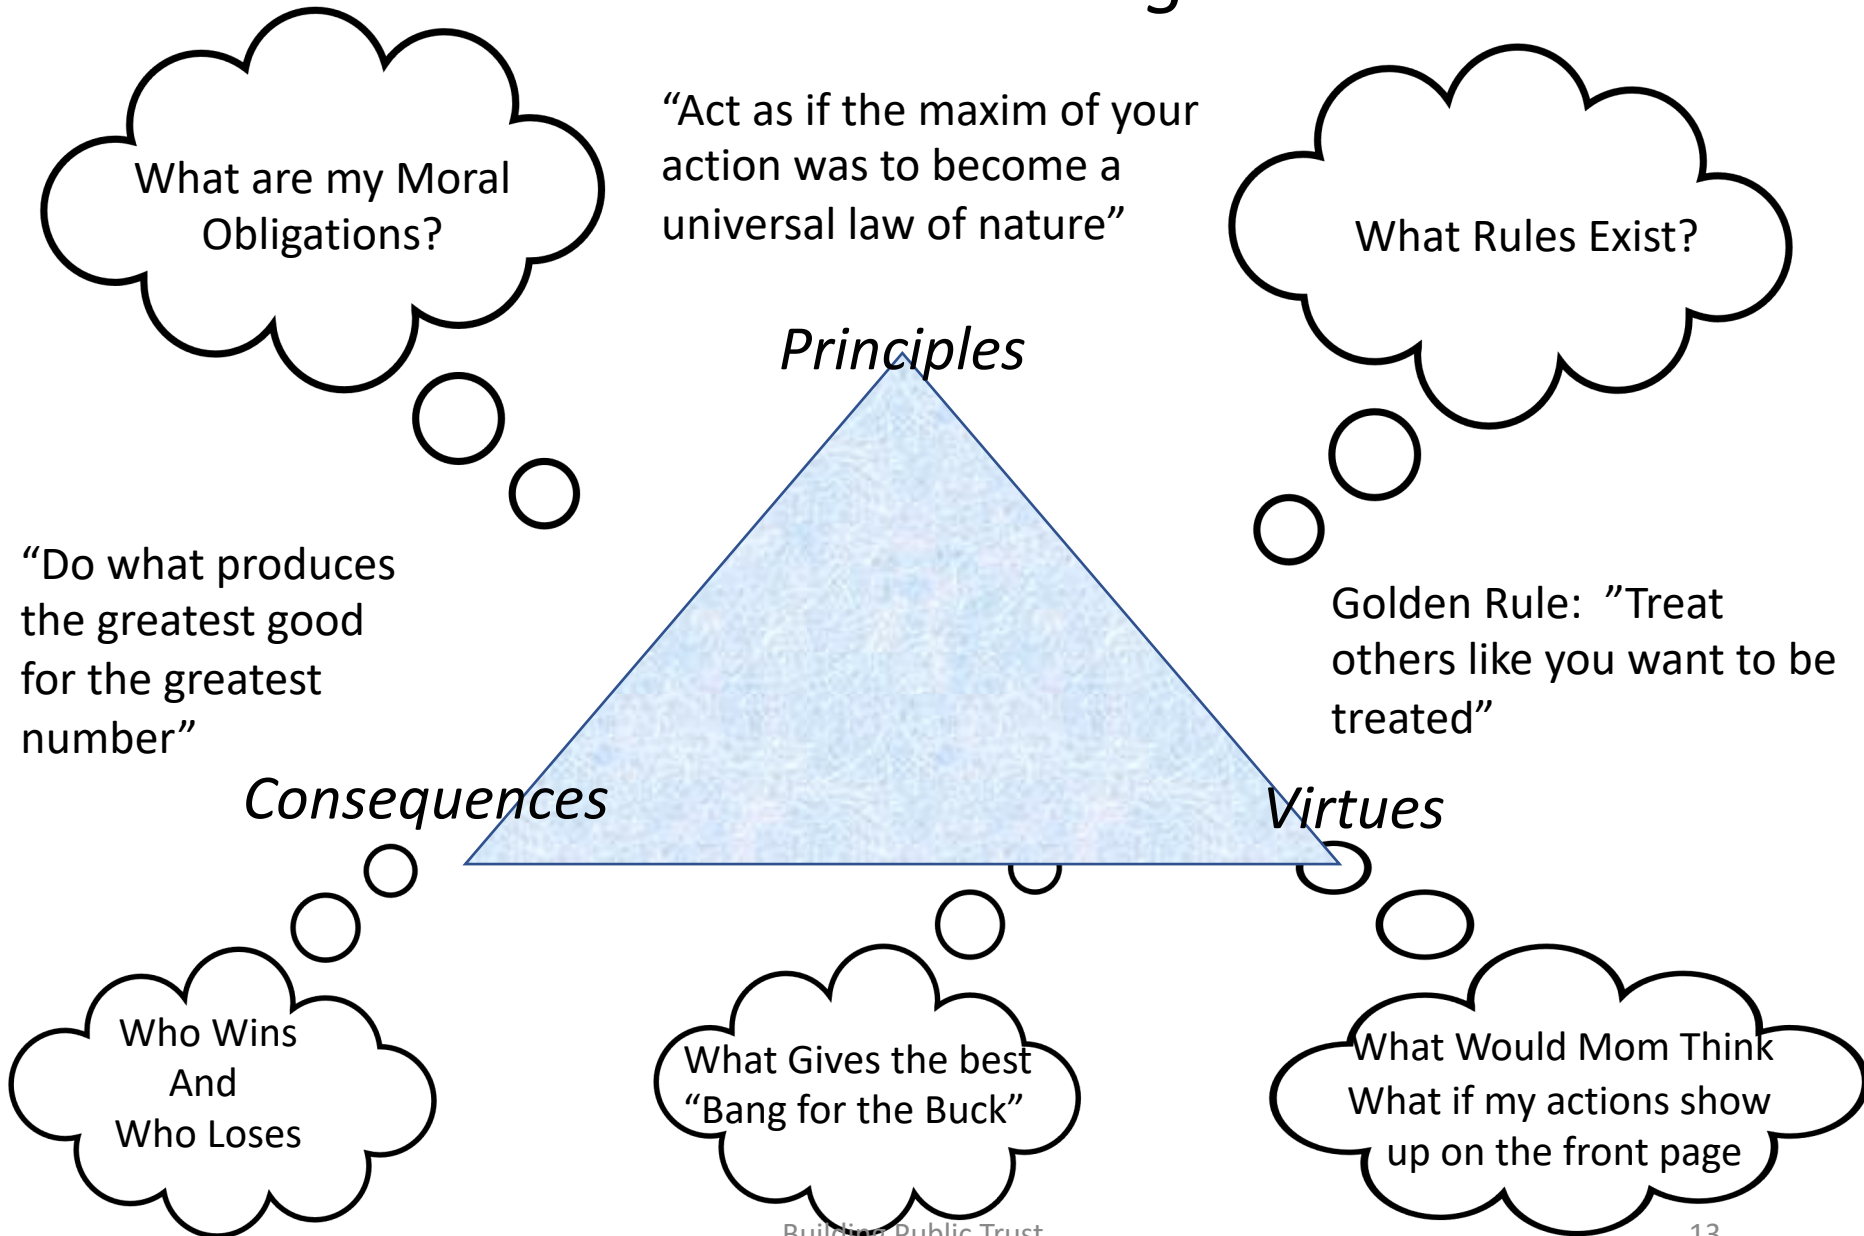 What are my Moral
Obligations?
“Act as if the maxim of your
action was to become a
universal law of nature”
What Rules Exist?
Principles
“Do what produces
the greatest good
for the greatest
number”
Golden Rule:  ”Treat
others like you want to be
treated”
Consequences
Virtues
Who Wins
And
Who Loses
What Gives the best
“Bang for the Buck”
What Would Mom Think
What if my actions show
up on the front page
Building Public Trust
13